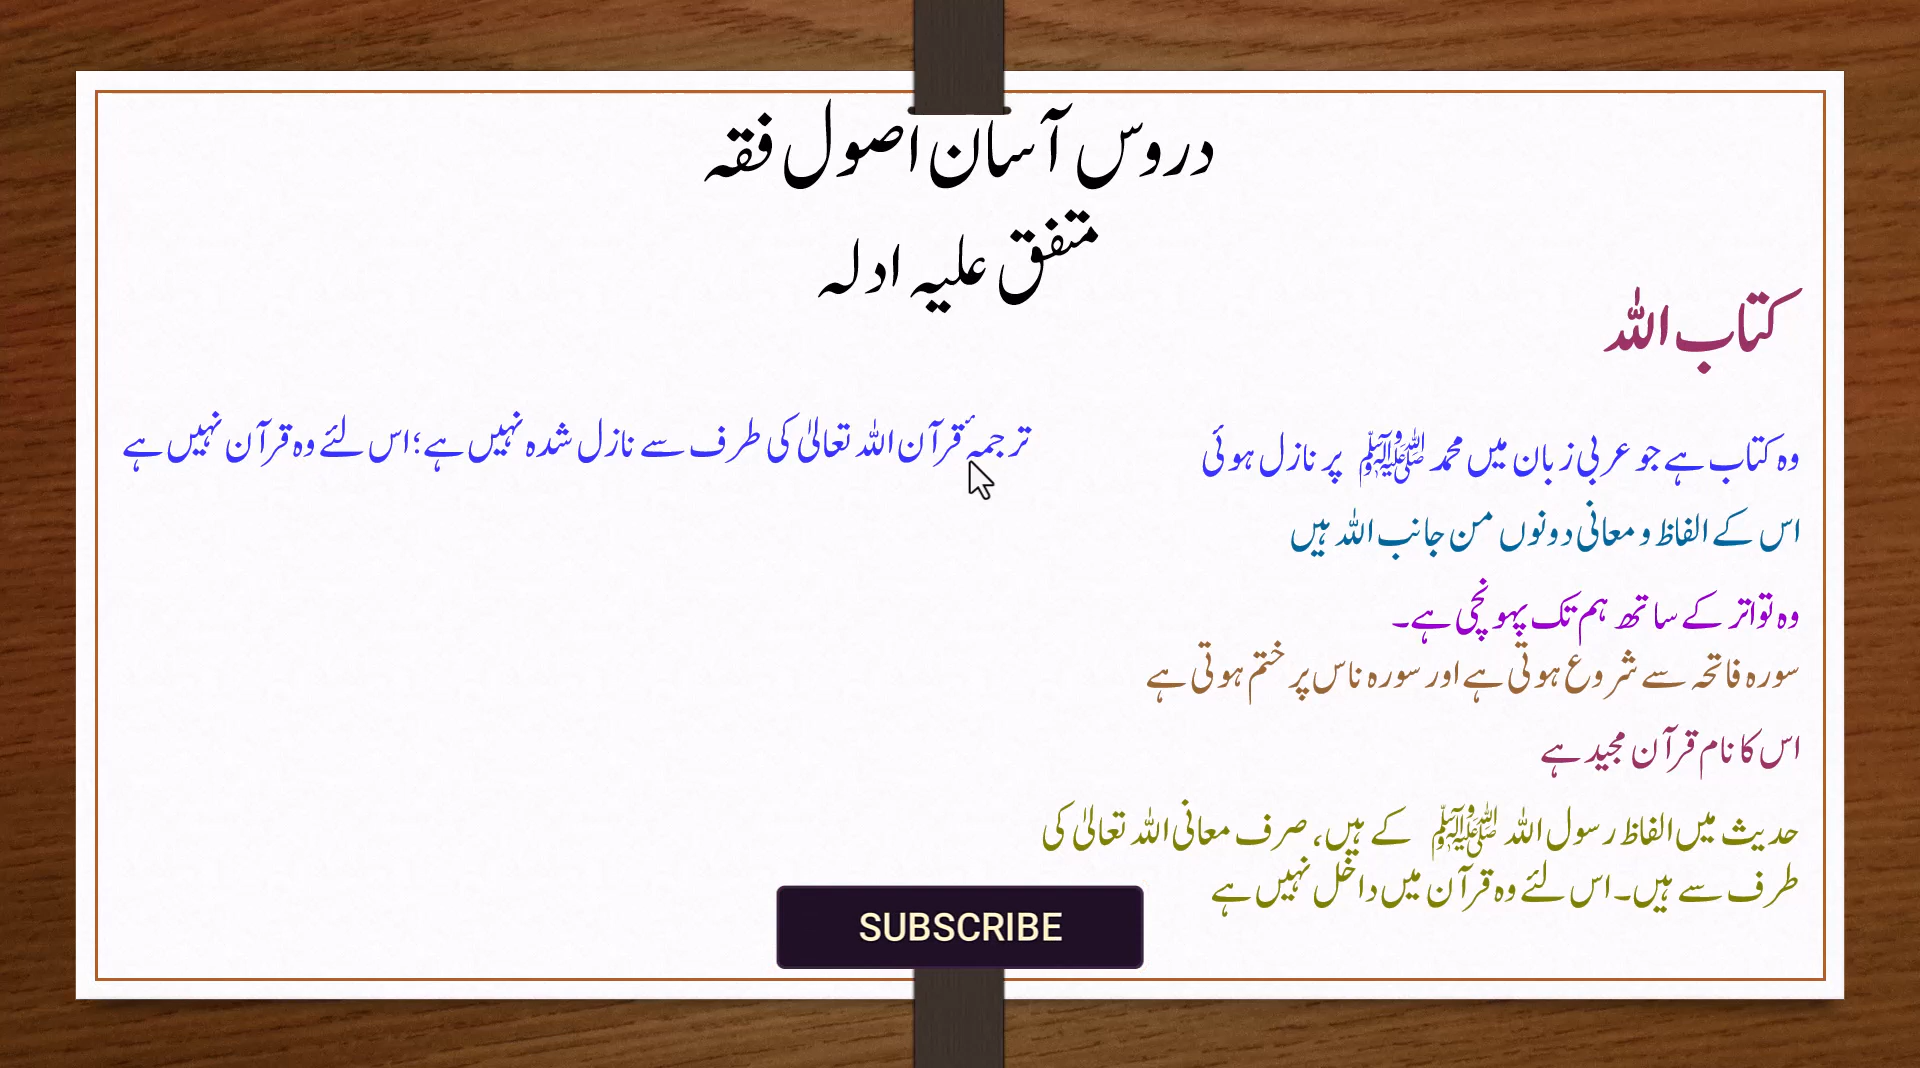 دروس آسان اصول فقہ
متفق علیہ ادلہ
کتاب اللہ
وہ کتاب ہے جو عربی زبان میں محمد ﷺ پر نازل ہوئی
اس کے الفاظ و معانی دونوں من جانب اللہ ہیں
وہ تواتر کے ساتھ ہم تک پہونچی ہے۔
سورہ فاتحہ سے شروع ہوتی ہے اور سورہ ناس پر ختم ہوتی ہے
اس کا نام قرآن مجید ہے
حدیث میں الفاظ رسول اللہ ﷺ کے ہیں، صرف معانی اللہ تعالیٰ کی
طرف سے ہیں۔ اس لئے وہ قرآن میں داخل نہیں ہے
ترجمۂ قرآن اللہ تعالیٰ کی طرف سے نازل شدہ نہیں ہے؛ اس لئے وہ قرآن نہیں ہے
SUBSCRIBE